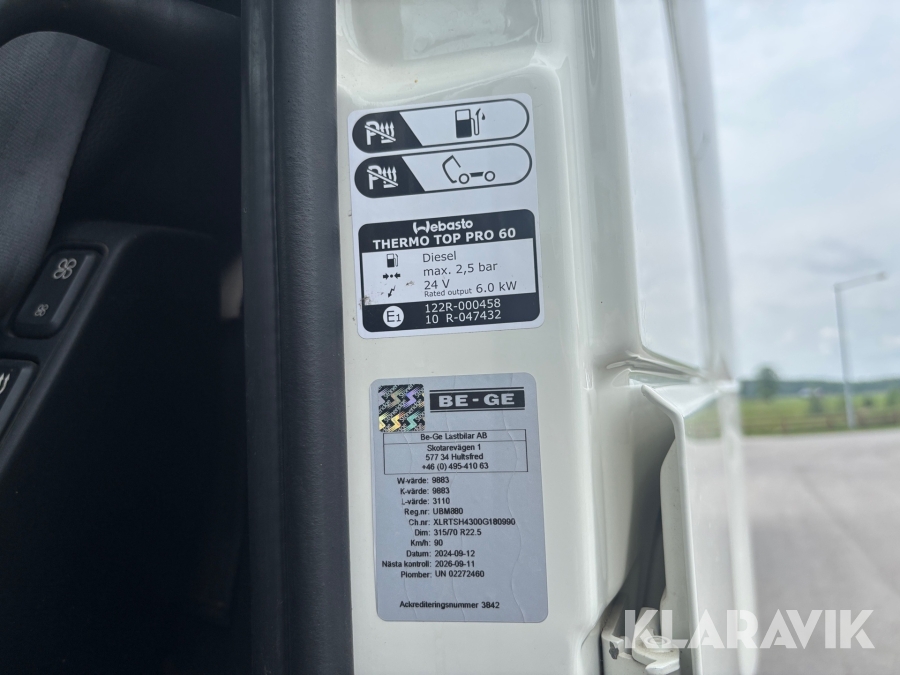 Webasto
THERMO TOP PRO 60
Diesel
max. 2,5 bar
24 V
Rated output 6.0 kW
E1
122R-000458
10 R-047432
BE-GE
Be-Ge Lastbilar AB
Skotarevägen 1
577 34 Hultsfred
+46 (0) 495-410 63
W-värde: 9883
K-värde: 9883
L-värde: 3110
Reg.nr: UBM880
Ch.nr: XLRTSH4300G180990
Dim: 315/70 R22.5
Km/h: 90
Datum: 2024-09-12
Nästa kontroll: 2026-09-11
Plomber: UN 02272460
Ackrediteringsnummer 3842
KLARAVIK